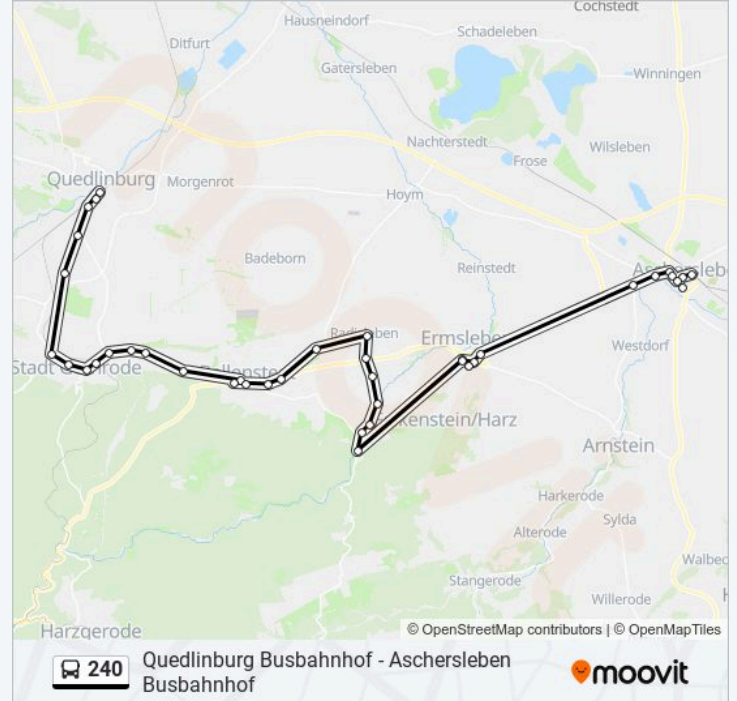 Cochstedt
Hausneindorf
Schadeleben
Ditfurt
Gatersleben
Winningen
Nachterstedt
Wilsleben
Frose
Quedlinburg
Morgenrot
Hoym
Badeborn
Reinstedt
Ermsleben
Westdorf
Arnstein
Harkerode
Sylda
Alterode
Walbec
Stangerode
Willerode
Harzgerode
© OpenStreetMap contributors | © OpenMapTiles
240
Quedlinburg Busbahnhof - Aschersleben
Busbahnhof
moovit